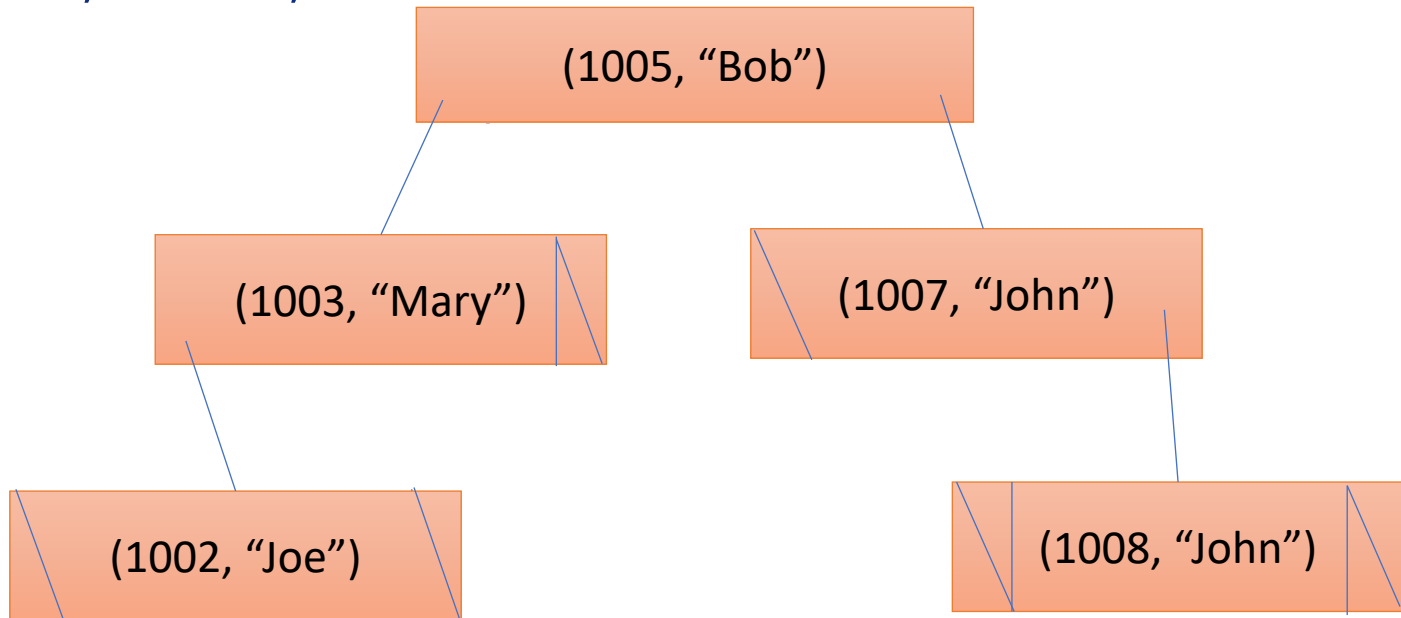 (1005, “Bob”)
(1003, “Mary”)
(1007, “John”)
(1002, “Joe”)
(1008, “John”)